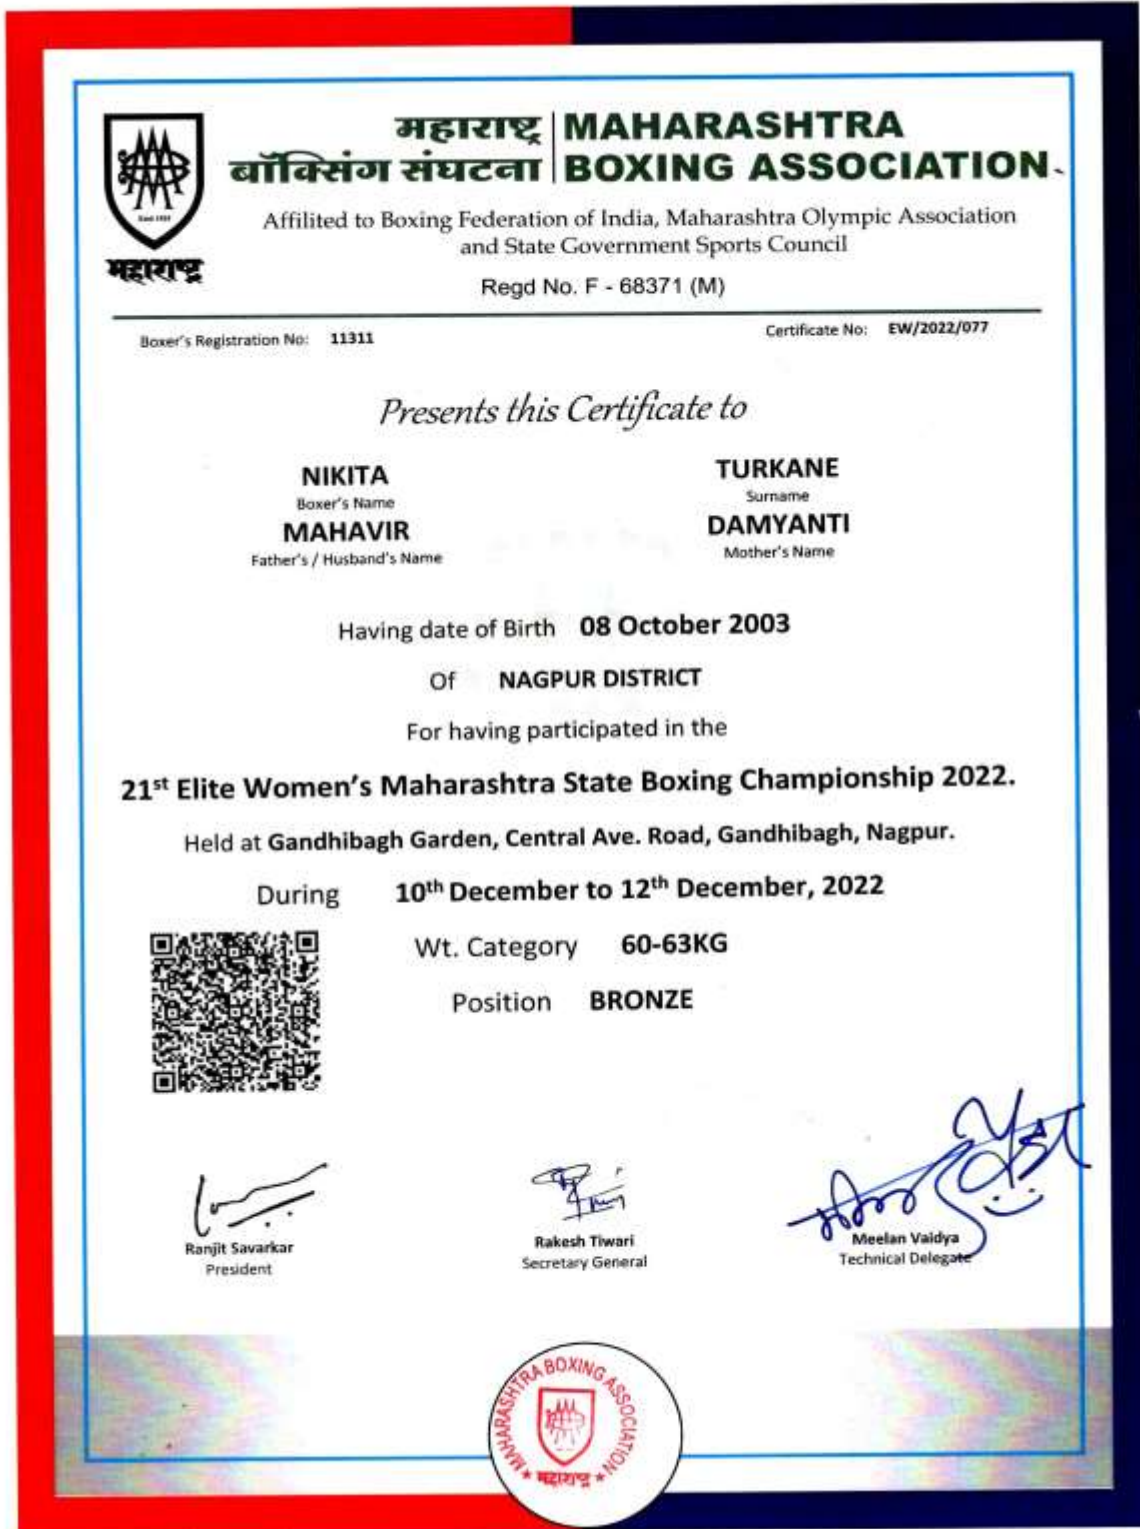 महाराष्ट्र
बॉक्सिंग संघटना
MAHARASHTRA
BOXING ASSOCIATION
Estd 1925
महाराष्ट्र
Affilited to Boxing Federation of India, Maharashtra Olympic Association
and State Government Sports Council
Regd No. F - 68371 (M)
Boxer's Registration No: 11311
Certificate No: EW/2022/077
Presents this Certificate to
NIKITA TURKANE
Boxer's Name Surname
MAHAVIR DAMYANTI
Father's / Husband's Name Mother's Name
Having date of Birth 08 October 2003
Of NAGPUR DISTRICT
For having participated in the
21st Elite Women's Maharashtra State Boxing Championship 2022.
Held at Gandhibagh Garden, Central Ave. Road, Gandhibagh, Nagpur.
During 10th December to 12th December, 2022
Wt. Category 60-63KG
Position BRONZE
Ranjit Savarkar
President
Rakesh Tiwari
Secretary General
Meelan Vaidya
Technical Delegate
MAHARASHTRA BOXING ASSOCIATION
महाराष्ट्र